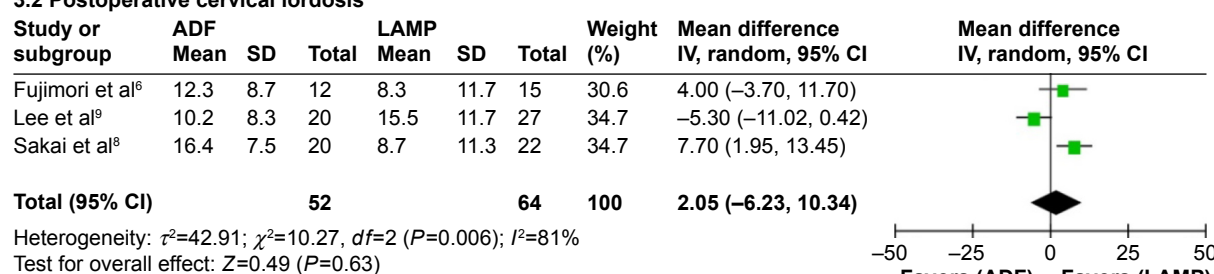 3.2 Postoperative cervical lordosis
Study or ADF LAMP Weight Mean difference Mean difference
subgroup Mean SD Total Mean SD Total (%) IV, random, 95% CI IV, random, 95% CI
Fujimori et al⁶ 12.3 8.7 12 8.3 11.7 15 30.6 4.00 (–3.70, 11.70)
Lee et al⁹ 10.2 8.3 20 15.5 11.7 27 34.7 –5.30 (–11.02, 0.42)
Sakai et al⁸ 16.4 7.5 20 8.7 11.3 22 34.7 7.70 (1.95, 13.45)
Total (95% CI) 52 64 100 2.05 (–6.23, 10.34)
Heterogeneity: τ²=42.91; χ²=10.27, df=2 (P=0.006); I²=81%
Test for overall effect: Z=0.49 (P=0.63)
–50 –25 0 25 50
Favors (ADF) Favors (LAMP)